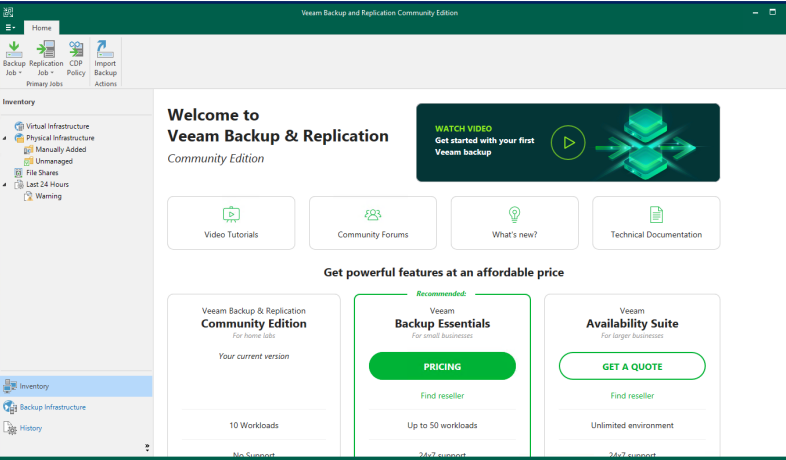 Veeam Backup and Replication Community Edition
Home
Backup Job
Replication Job
CDP Policy
Import Backup
Primary Jobs
Actions
Inventory
Virtual Infrastructure
Physical Infrastructure
Manually Added
Unmanaged
File Shares
Last 24 Hours
Warning
Inventory
Backup Infrastructure
History
Welcome to
Veeam Backup & Replication
Community Edition
WATCH VIDEO
Get started with your first
Veeam backup
Video Tutorials
Community Forums
What's new?
Technical Documentation
Get powerful features at an affordable price
Veeam Backup & Replication
Community Edition
For home labs
Your current version
10 Workloads
No Support
Recommended:
Veeam
Backup Essentials
For small businesses
PRICING
Find reseller
Up to 50 workloads
24x7 support
Veeam
Availability Suite
For larger businesses
GET A QUOTE
Find reseller
Unlimited environment
24x7 support